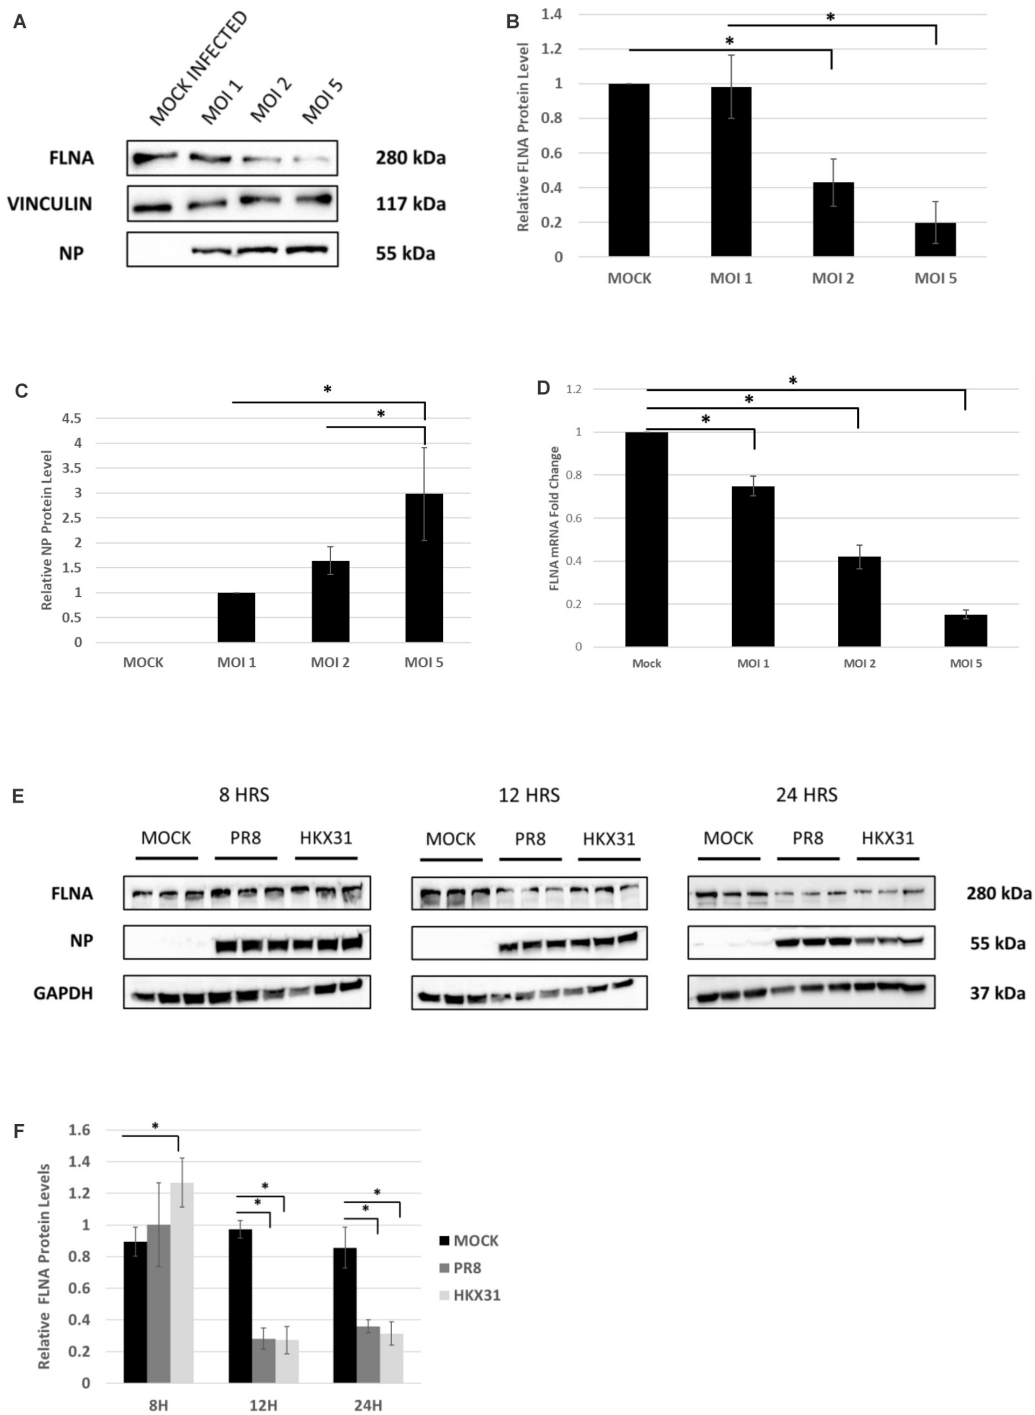 A
MOCK INFECTED
MOI 1
MOI 2
MOI 5
FLNA
280 kDa
VINCULIN
117 kDa
NP
55 kDa
B
Relative FLNA Protein Level
1.4
1.2
1
0.8
0.6
0.4
0.2
0
*
*
MOCK
MOI 1
MOI 2
MOI 5
C
Relative NP Protein Level
4.5
4
3.5
3
2.5
2
1.5
1
0.5
0
*
*
MOCK
MOI 1
MOI 2
MOI 5
D
FLNA mRNA Fold Change
1.2
1
0.8
0.6
0.4
0.2
0
*
*
*
Mock
MOI 1
MOI 2
MOI 5
E
8 HRS
12 HRS
24 HRS
MOCK PR8 HKX31
MOCK PR8 HKX31
MOCK PR8 HKX31
FLNA
280 kDa
NP
55 kDa
GAPDH
37 kDa
F
Relative FLNA Protein Levels
1.6
1.4
1.2
1
0.8
0.6
0.4
0.2
0
*
*
*
*
*
8H
12H
24H
MOCK
PR8
HKX31